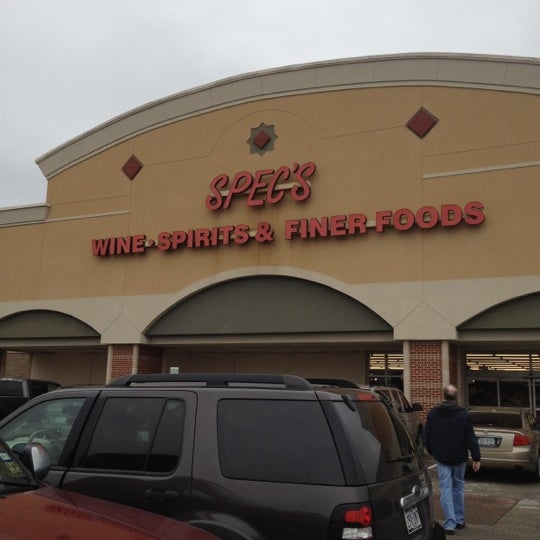 SPEC'S
WINE • SPIRITS & FINER FOODS